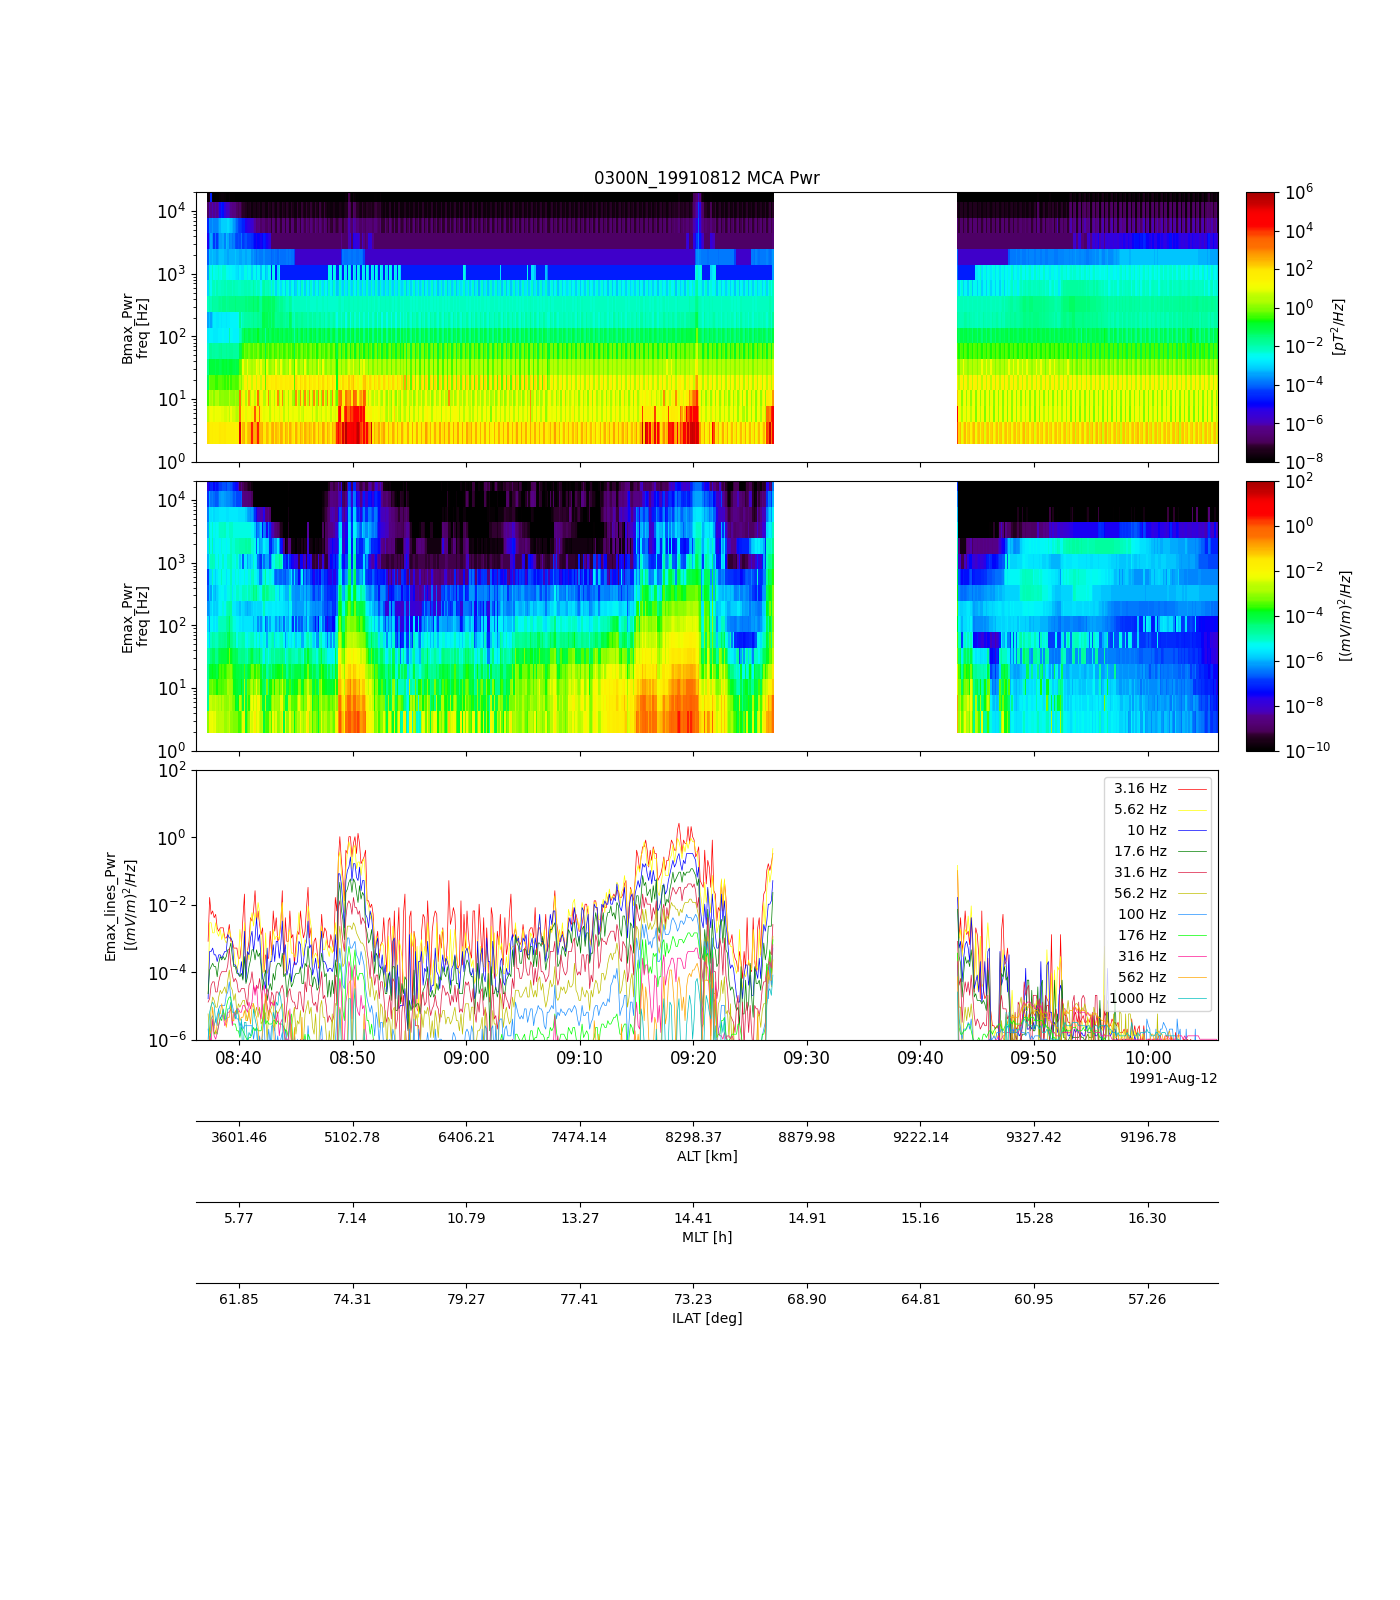 0300N_19910812 MCA Pwr
10^4
10^3
10^2
10^1
10^0
Bmax_Pwr
freq [Hz]
10^6
10^4
10^2
10^0
10^-2
10^-4
10^-6
10^-8
[pT^2/Hz]
10^4
10^3
10^2
10^1
10^0
Emax_Pwr
freq [Hz]
10^2
10^0
10^-2
10^-4
10^-6
10^-8
10^-10
[(mV/m)^2/Hz]
10^2
10^0
10^-2
10^-4
10^-6
Emax_lines_Pwr
[(mV/m)^2/Hz]
3.16 Hz
5.62 Hz
10 Hz
17.6 Hz
31.6 Hz
56.2 Hz
100 Hz
176 Hz
316 Hz
562 Hz
1000 Hz
08:40 08:50 09:00 09:10 09:20 09:30 09:40 09:50 10:00
1991-Aug-12
3601.46 5102.78 6406.21 7474.14 8298.37 8879.98 9222.14 9327.42 9196.78
ALT [km]
5.77 7.14 10.79 13.27 14.41 14.91 15.16 15.28 16.30
MLT [h]
61.85 74.31 79.27 77.41 73.23 68.90 64.81 60.95 57.26
ILAT [deg]